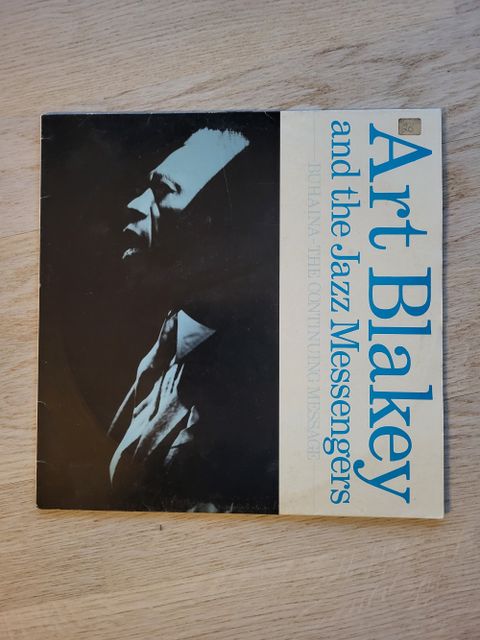 Art Blakey
and the Jazz Messengers
BUHAINA-THE CONTINUING MESSAGE